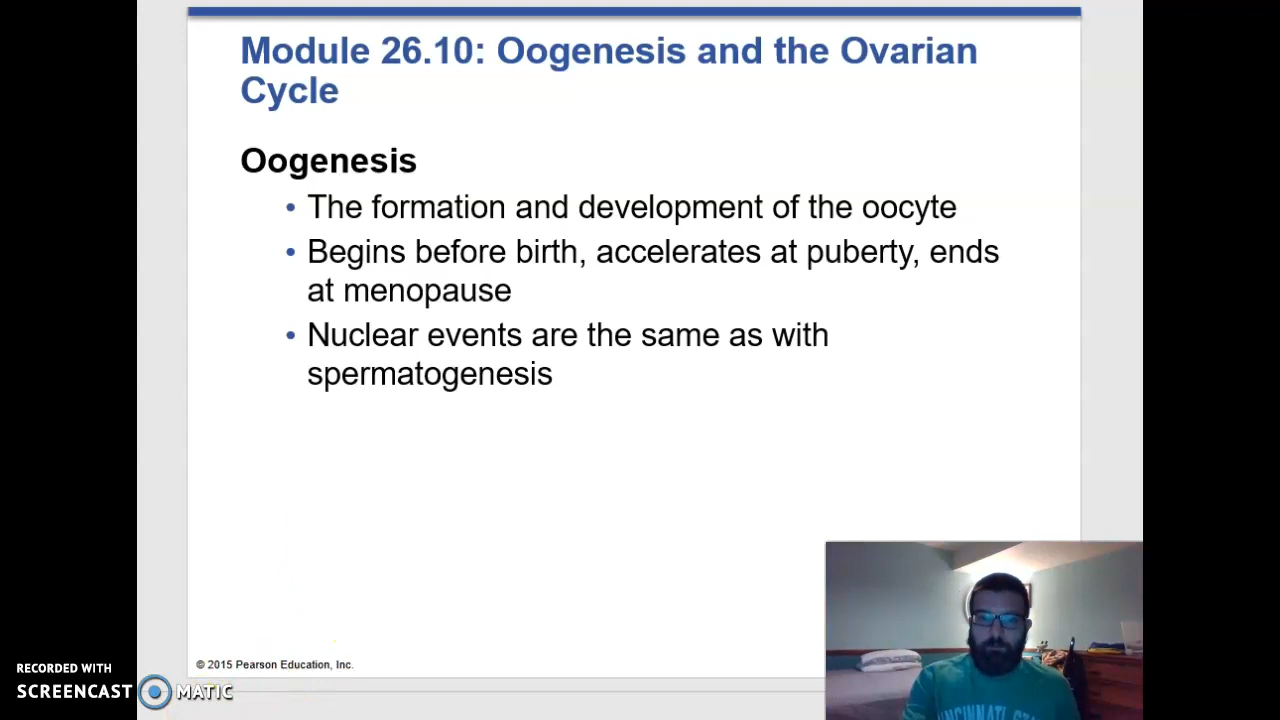 Module 26.10: Oogenesis and the Ovarian
Cycle
Oogenesis
• The formation and development of the oocyte
• Begins before birth, accelerates at puberty, ends
at menopause
• Nuclear events are the same as with
spermatogenesis
© 2015 Pearson Education, Inc.
RECORDED WITH
SCREENCAST MATIC